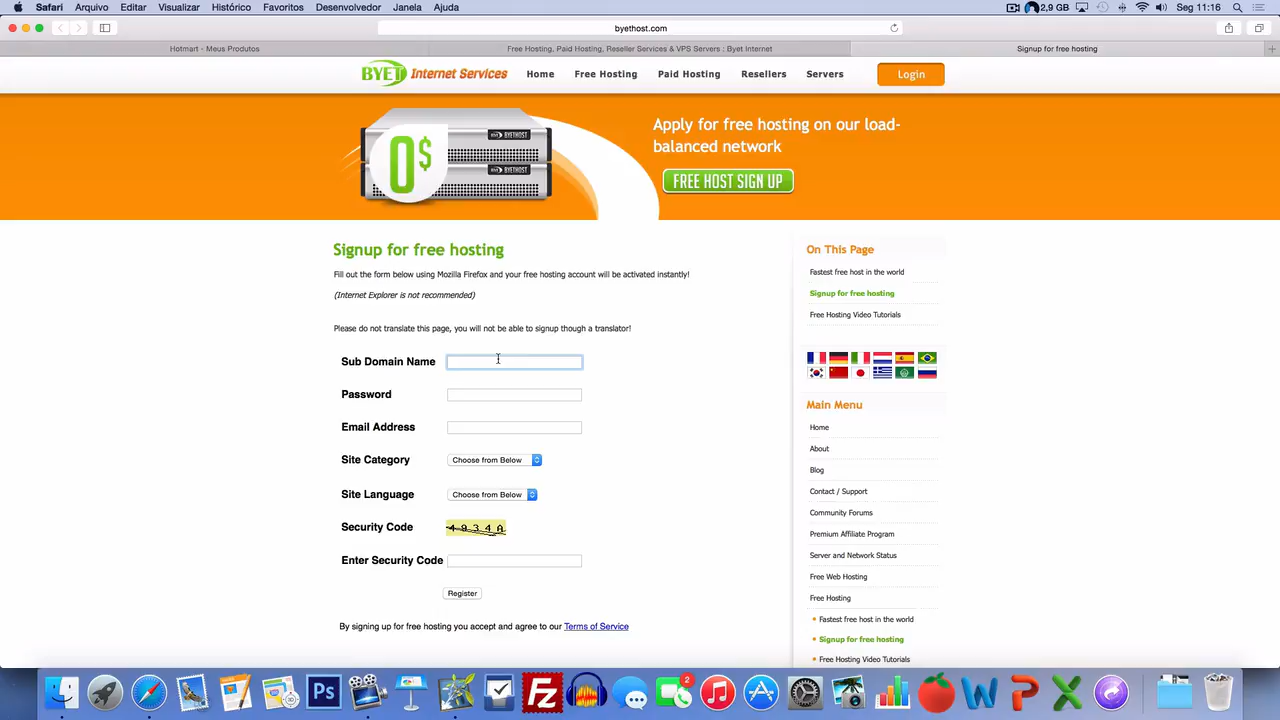 Safari Arquivo Editar Visualizar Histórico Favoritos Desenvolvedor Janela Ajuda 2,9 GB Seg 11:16
byethost.com
Hotmart - Meus Produtos Free Hosting, Paid Hosting, Reseller Services & VPS Servers : Byet Internet Signup for free hosting
BYET Internet Services Home Free Hosting Paid Hosting Resellers Servers Login
Apply for free hosting on our load-
balanced network
BYETHOST
0$
BYETHOST
FREE HOST SIGN UP
Signup for free hosting
Fill out the form below using Mozilla Firefox and your free hosting account will be activated instantly!
(Internet Explorer is not recommended)
Please do not translate this page, you will not be able to signup though a translator!
Sub Domain Name
Password
Email Address
Site Category Choose from Below
Site Language Choose from Below
Security Code 4934A
Enter Security Code
Register
By signing up for free hosting you accept and agree to our Terms of Service
On This Page
Fastest free host in the world
Signup for free hosting
Free Hosting Video Tutorials
Main Menu
Home
About
Blog
Contact / Support
Community Forums
Premium Affiliate Program
Server and Network Status
Free Web Hosting
Free Hosting
Fastest free host in the world
Signup for free hosting
Free Hosting Video Tutorials
Ps
Fz
2
W
P
X